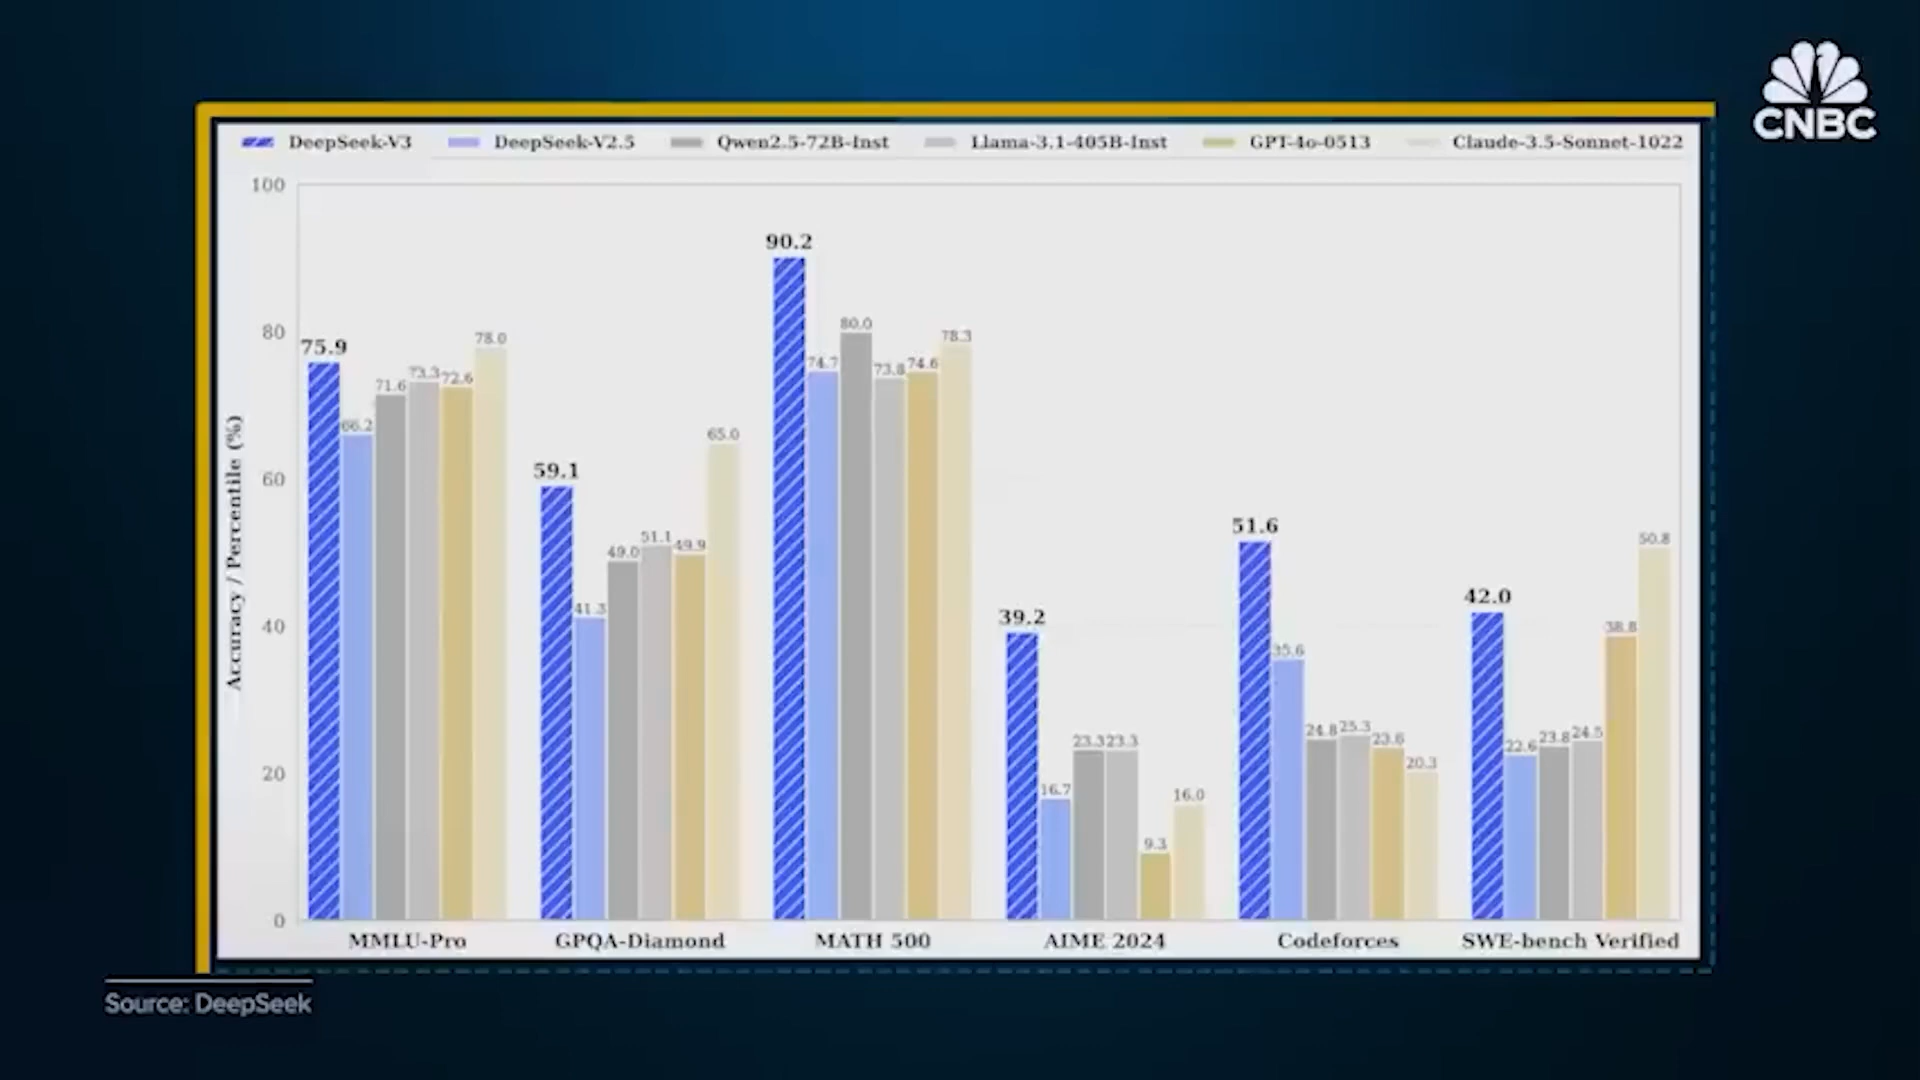 CNBC
DeepSeek-V3 DeepSeek-V2.5 Qwen2.5-72B-Inst Llama-3.1-405B-Inst GPT-4o-0513 Claude-3.5-Sonnet-1022
Accuracy / Percentile (%)
100
80
60
40
20
0
75.9 66.2 71.6 73.3 72.6 78.0
59.1 41.3 49.0 51.1 49.9 65.0
90.2 74.7 80.0 73.8 74.6 78.3
39.2 16.7 23.3 23.3 9.3 16.0
51.6 35.6 24.8 25.3 23.6 20.3
42.0 22.6 23.8 24.5 38.8 50.8
MMLU-Pro GPQA-Diamond MATH 500 AIME 2024 Codeforces SWE-bench Verified
Source: DeepSeek